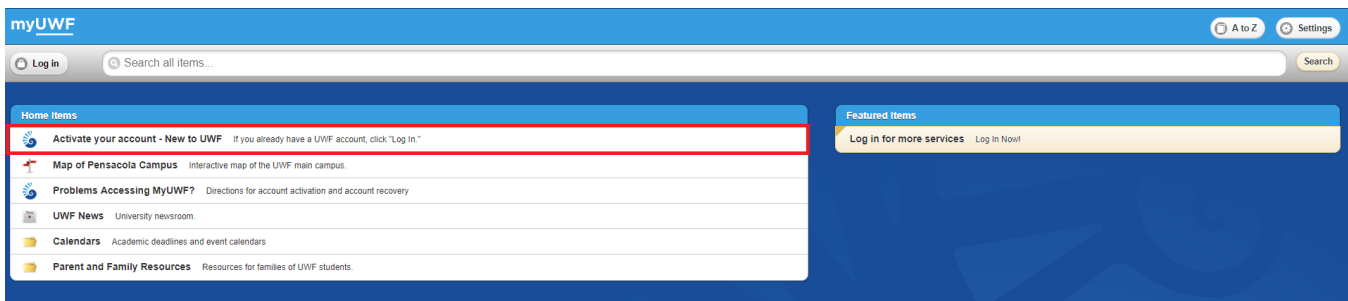 myUWF
A to Z Settings
Log in Search all items... Search
Home Items
Activate your account - New to UWF If you already have a UWF account, click "Log In."
Map of Pensacola Campus Interactive map of the UWF main campus.
Problems Accessing MyUWF? Directions for account activation and account recovery
UWF News University newsroom.
Calendars Academic deadlines and event calendars
Parent and Family Resources Resources for families of UWF students.
Featured Items
Log in for more services Log In Now!